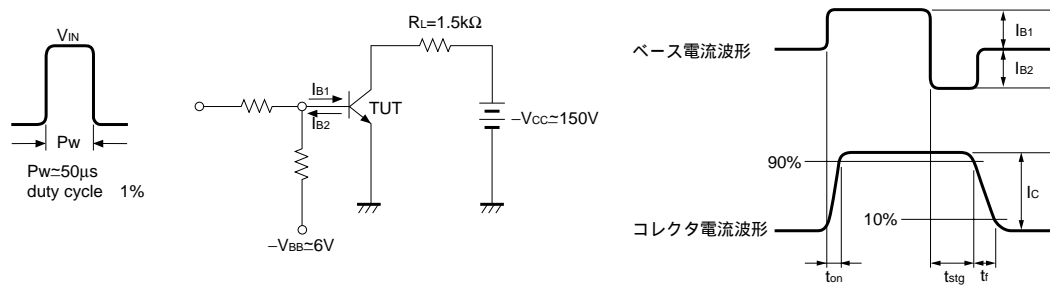 VIN
Pw
Pw≃50μs
duty cycle 1%
RL=1.5kΩ
IB1
IB2
TUT
−VCC≃150V
−VBB≃6V
ベース電流波形
IB1
IB2
90%
10%
IC
コレクタ電流波形
ton
tstg
tf